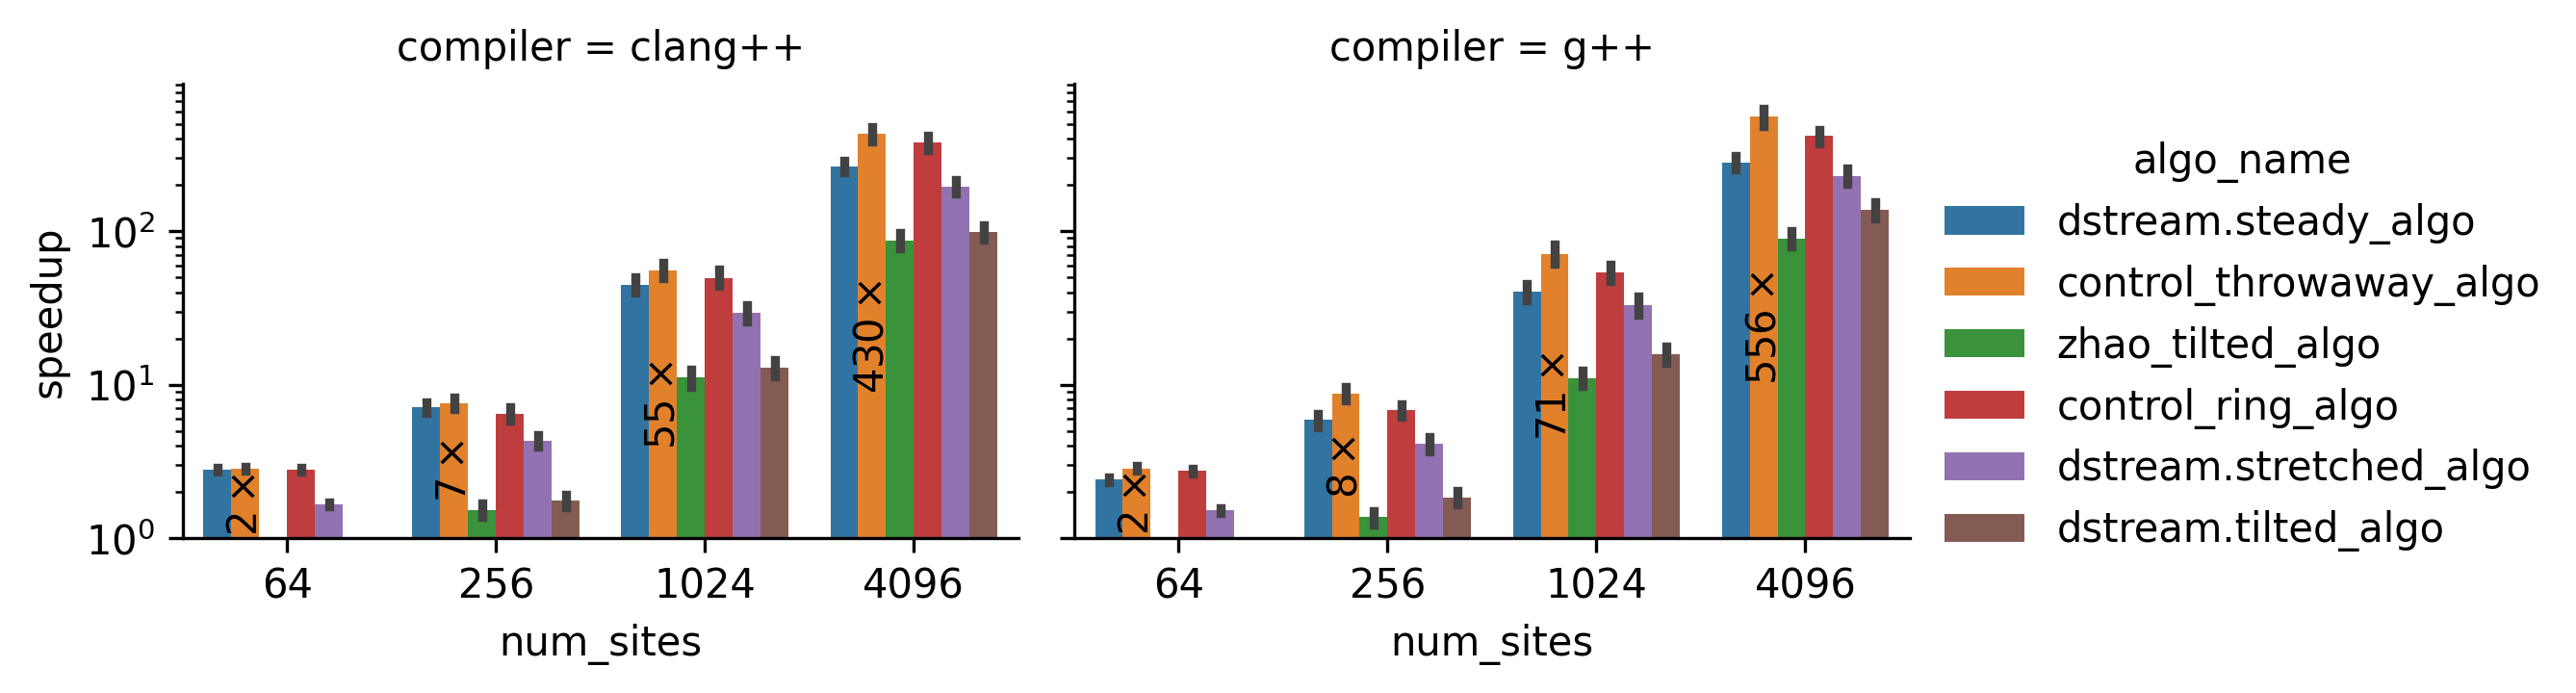 compiler = clang++
compiler = g++
speedup
10²
10¹
10⁰
2×
7×
55×
430×
2×
8×
71×
556×
64
256
1024
4096
64
256
1024
4096
num_sites
num_sites
algo_name
dstream.steady_algo
control_throwaway_algo
zhao_tilted_algo
control_ring_algo
dstream.stretched_algo
dstream.tilted_algo